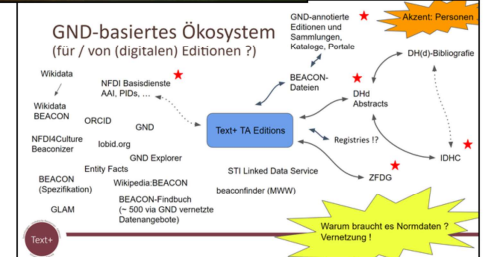 GND-basiertes Ökosystem
(für / von (digitalen) Editionen ?)
GND-annotierte
Editionen und
Sammlungen,
Kataloge, Portale
Akzent: Personen
Wikidata
Wikidata
BEACON
NFDI Basisdienste
AAI, PIDs, …
BEACON-
Dateien
DHd
Abstracts
DH(d)-Bibliografie
ORCID
GND
NFDI4Culture
Beaconizer
lobid.org
GND Explorer
Text+ TA Editions
Registries !?
IDHC
Entity Facts
BEACON
(Spezifikation)
Wikipedia:BEACON
STI Linked Data Service
ZFDG
beaconfinder (MWW)
GLAM
BEACON-Findbuch
(~ 500 via GND vernetzte
Datenangebote)
Warum braucht es Normdaten ?
Vernetzung !
Text+